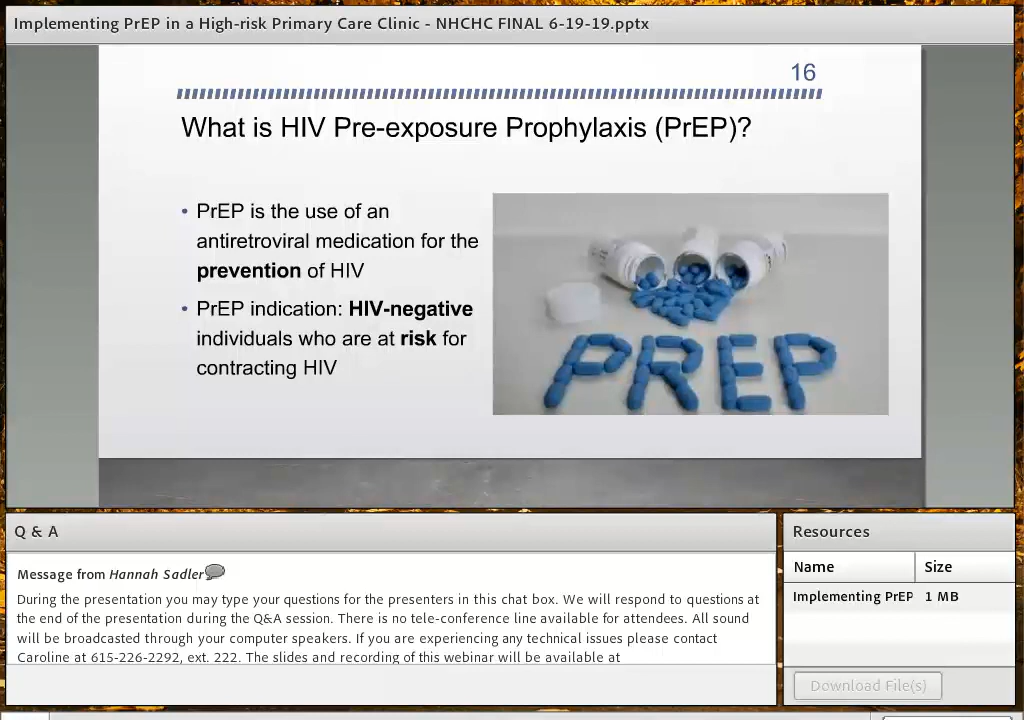 Implementing PrEP in a High-risk Primary Care Clinic - NHCHC FINAL 6-19-19.pptx
16
What is HIV Pre-exposure Prophylaxis (PrEP)?
• PrEP is the use of an
antiretroviral medication for the
prevention of HIV
• PrEP indication: HIV-negative
individuals who are at risk for
contracting HIV
PREP
Q & A
Message from Hannah Sadler
During the presentation you may type your questions for the presenters in this chat box. We will respond to questions at
the end of the presentation during the Q&A session. There is no tele-conference line available for attendees. All sound
will be broadcasted through your computer speakers. If you are experiencing any technical issues please contact
Caroline at 615-226-2292, ext. 222. The slides and recording of this webinar will be available at
Resources
Name Size
Implementing PrEP 1 MB
Download File(s)